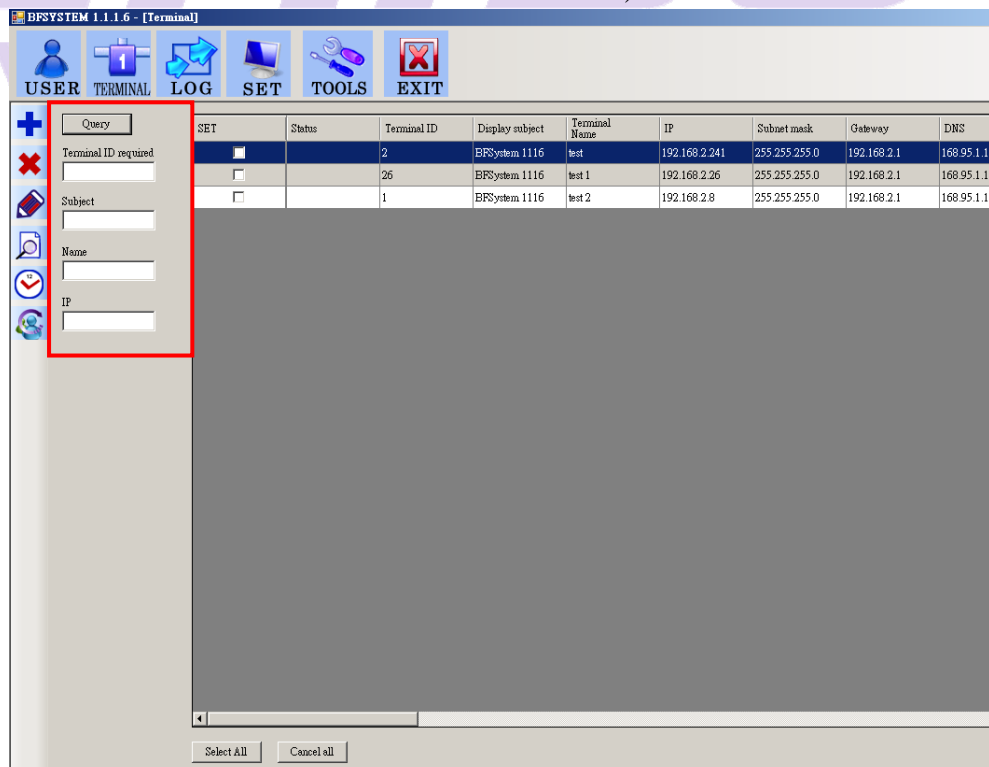 BFSYSTEM 1.1.1.6 - [Terminal]
USER TERMINAL LOG SET TOOLS EXIT
1
Query
Terminal ID required
Subject
Name
IP
SET Status Terminal ID Display subject Terminal Name IP Subnet mask Gateway DNS
2 BFSystem 1116 test 192.168.2.241 255.255.255.0 192.168.2.1 168.95.1.1
26 BFSystem 1116 test 1 192.168.2.26 255.255.255.0 192.168.2.1 168.95.1.1
1 BFSystem 1116 test 2 192.168.2.8 255.255.255.0 192.168.2.1 168.95.1.1
Select All Cancel all